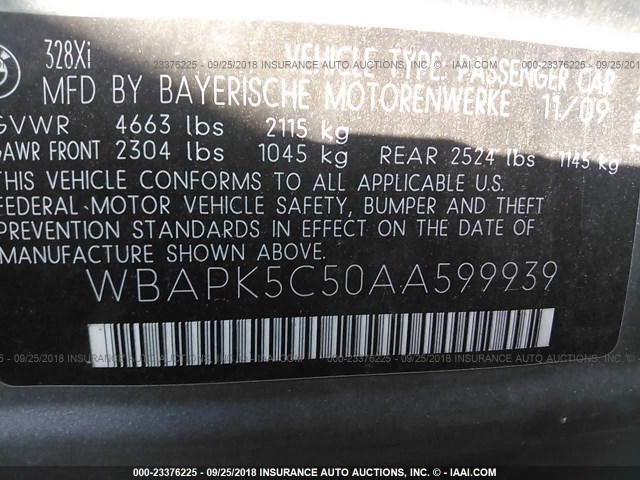 328Xi
VEHICLE TYPE: PASSENGER CAR
MFD BY BAYERISCHE MOTORENWERKE 11/09
GVWR 4663 lbs 2115 kg
GAWR FRONT 2304 lbs 1045 kg REAR 2524 lbs 1145 kg
THIS VEHICLE CONFORMS TO ALL APPLICABLE U.S.
FEDERAL MOTOR VEHICLE SAFETY, BUMPER AND THEFT
PREVENTION STANDARDS IN EFFECT ON THE DATE OF
MANUFACTURE SHOWN ABOVE.
WBAPK5C50AA599939
000-23376225 - 09/25/2018 INSURANCE AUTO AUCTIONS, INC. - © - IAAI.COM